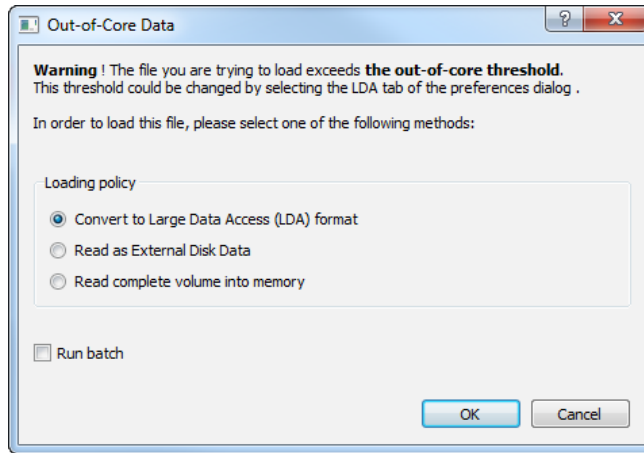 Out-of-Core Data
Warning ! The file you are trying to load exceeds the out-of-core threshold.
This threshold could be changed by selecting the LDA tab of the preferences dialog .
In order to load this file, please select one of the following methods:
Loading policy
Convert to Large Data Access (LDA) format
Read as External Disk Data
Read complete volume into memory
Run batch
OK Cancel